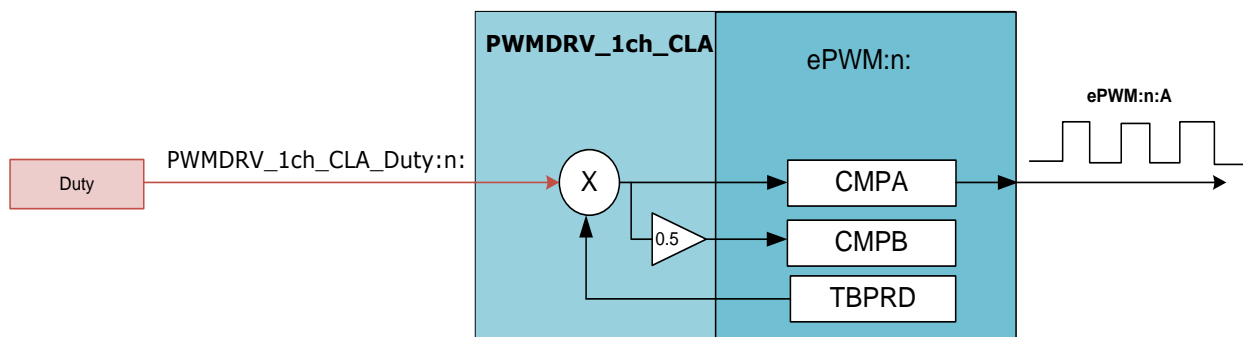 PWMDRV_1ch_CLA
ePWM:n:
ePWM:n:A
PWMDRV_1ch_CLA_Duty:n:
Duty
X
CMPA
0.5
CMPB
TBPRD